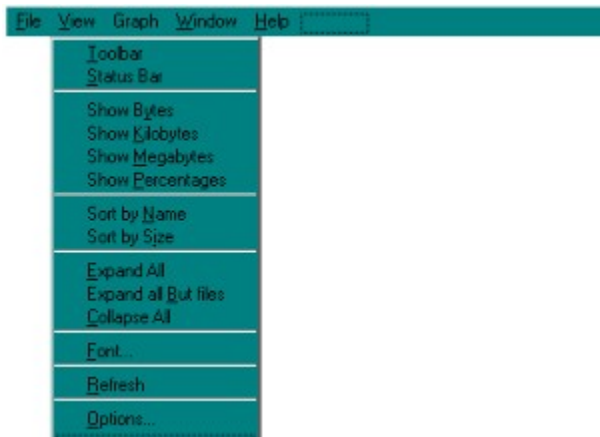 File View Graph Window Help
Toolbar
Status Bar
Show Bytes
Show Kilobytes
Show Megabytes
Show Percentages
Sort by Name
Sort by Size
Expand All
Expand all But files
Collapse All
Font...
Refresh
Options...